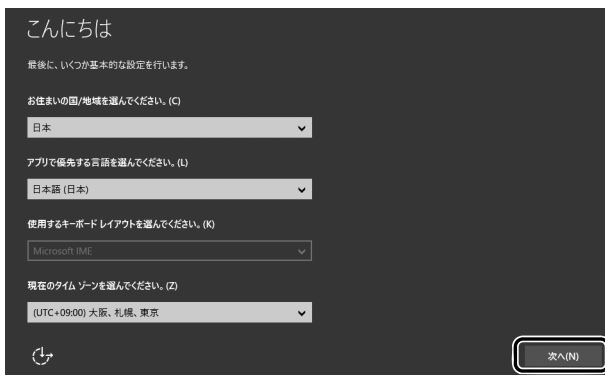 こんにちは
最後に、いくつか基本的な設定を行います。
お住まいの国/地域を選んでください。(C)
日本
アプリで優先する言語を選んでください。(L)
日本語 (日本)
使用するキーボード レイアウトを選んでください。(K)
Microsoft IME
現在のタイム ゾーンを選んでください。(Z)
(UTC+09:00) 大阪、札幌、東京
次へ(N)